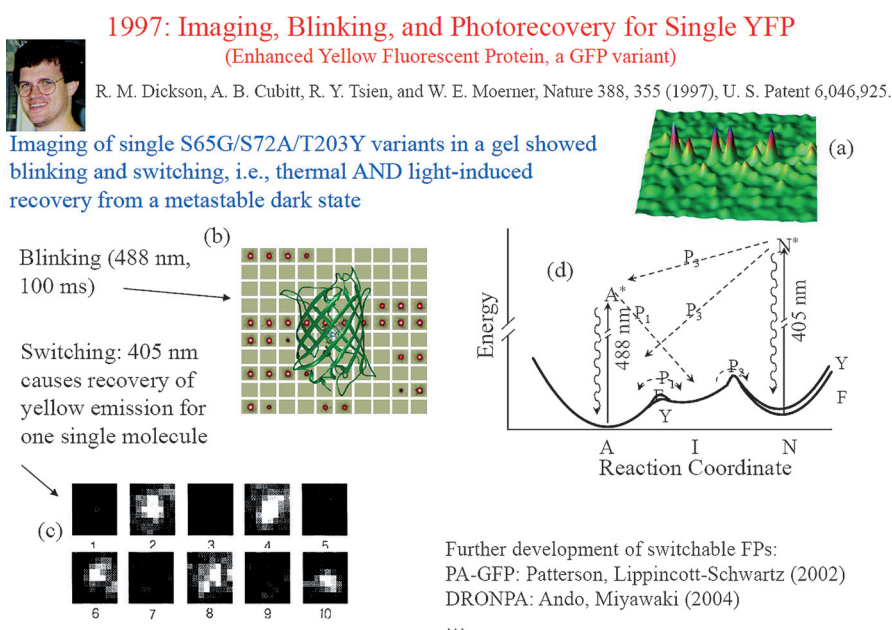 1997: Imaging, Blinking, and Photorecovery for Single YFP
(Enhanced Yellow Fluorescent Protein, a GFP variant)
R. M. Dickson, A. B. Cubitt, R. Y. Tsien, and W. E. Moerner, Nature 388, 355 (1997), U. S. Patent 6,046,925.
Imaging of single S65G/S72A/T203Y variants in a gel showed
blinking and switching, i.e., thermal AND light-induced
recovery from a metastable dark state
(a)
(b)
Blinking (488 nm,
100 ms)
Switching: 405 nm
causes recovery of
yellow emission for
one single molecule
(c)
1 2 3 4 5
6 7 8 9 10
(d)
Energy
N*
P3
A*
P1
P3
488 nm
405 nm
P1
P3
F
Y
Y
F
A I N
Reaction Coordinate
Further development of switchable FPs:
PA-GFP: Patterson, Lippincott-Schwartz (2002)
DRONPA: Ando, Miyawaki (2004)
...